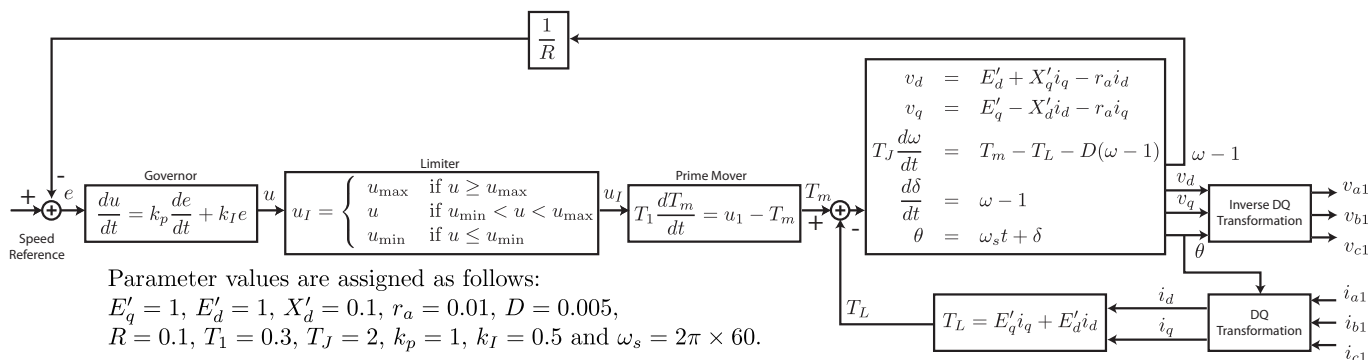 1/R
v_d = E'_d + X'_q i_q − r_a i_d
v_q = E'_q − X'_d i_d − r_a i_q
T_J dω/dt = T_m − T_L − D(ω − 1)
dδ/dt = ω − 1
θ = ω_s t + δ
ω − 1
v_d
v_q
θ
Inverse DQ
Transformation
v_a1
v_b1
v_c1
+
-
e
Speed
Reference
Governor
du/dt = k_p de/dt + k_I e
u
Limiter
u_I = {
u_max if u ≥ u_max
u if u_min < u < u_max
u_min if u ≤ u_min
u_I
Prime Mover
T_1 dT_m/dt = u_1 − T_m
T_m
+
-
T_L
T_L = E'_q i_q + E'_d i_d
i_d
i_q
DQ
Transformation
i_a1
i_b1
i_c1
Parameter values are assigned as follows:
E'_q = 1, E'_d = 1, X'_d = 0.1, r_a = 0.01, D = 0.005,
R = 0.1, T_1 = 0.3, T_J = 2, k_p = 1, k_I = 0.5 and ω_s = 2π × 60.